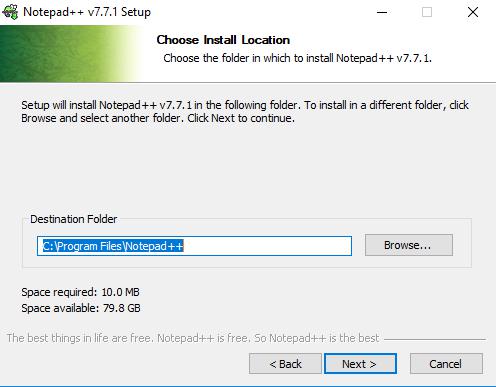 Notepad++ v7.7.1 Setup
Choose Install Location
Choose the folder in which to install Notepad++ v7.7.1.
Setup will install Notepad++ v7.7.1 in the following folder. To install in a different folder, click
Browse and select another folder. Click Next to continue.
Destination Folder
C:\Program Files\Notepad++
Browse...
Space required: 10.0 MB
Space available: 79.8 GB
The best things in life are free. Notepad++ is free. So Notepad++ is the best
< Back
Next >
Cancel